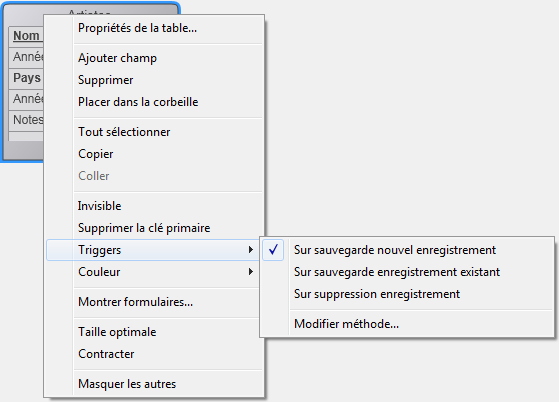 Artistes
Nom
Propriétés de la table...
Année
Ajouter champ
Pays
Supprimer
Année
Placer dans la corbeille
Notes
Tout sélectionner
Copier
Coller
Invisible
Supprimer la clé primaire
Triggers
Couleur
Montrer formulaires...
Taille optimale
Contracter
Masquer les autres
Sur sauvegarde nouvel enregistrement
Sur sauvegarde enregistrement existant
Sur suppression enregistrement
Modifier méthode...